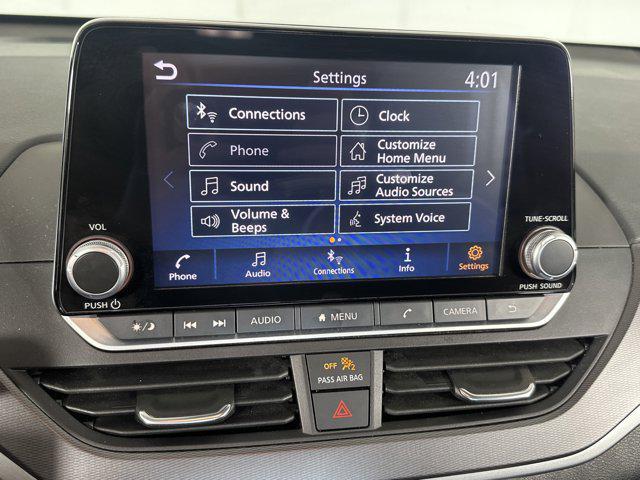 Settings
4:01
Connections
Clock
Phone
Customize
Home Menu
Sound
Customize
Audio Sources
Volume &
Beeps
System Voice
Phone
Audio
Connections
Info
Settings
VOL
PUSH
TUNE-SCROLL
PUSH SOUND
AUDIO
MENU
CAMERA
OFF 2
PASS AIR BAG